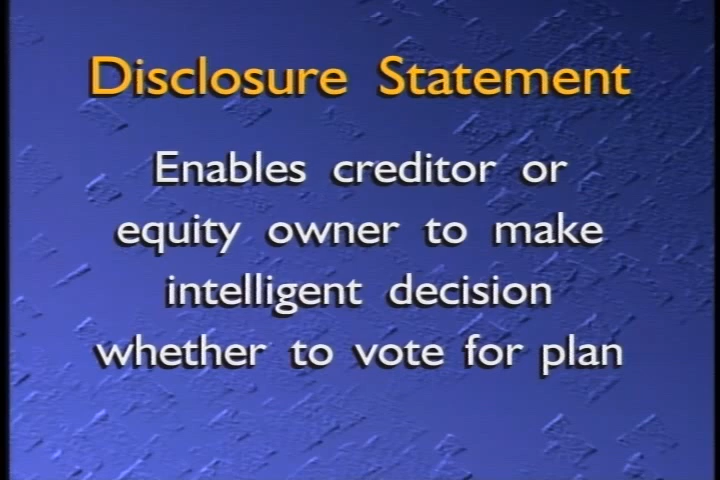 Disclosure Statement
Enables creditor or
equity owner to make
intelligent decision
whether to vote for plan